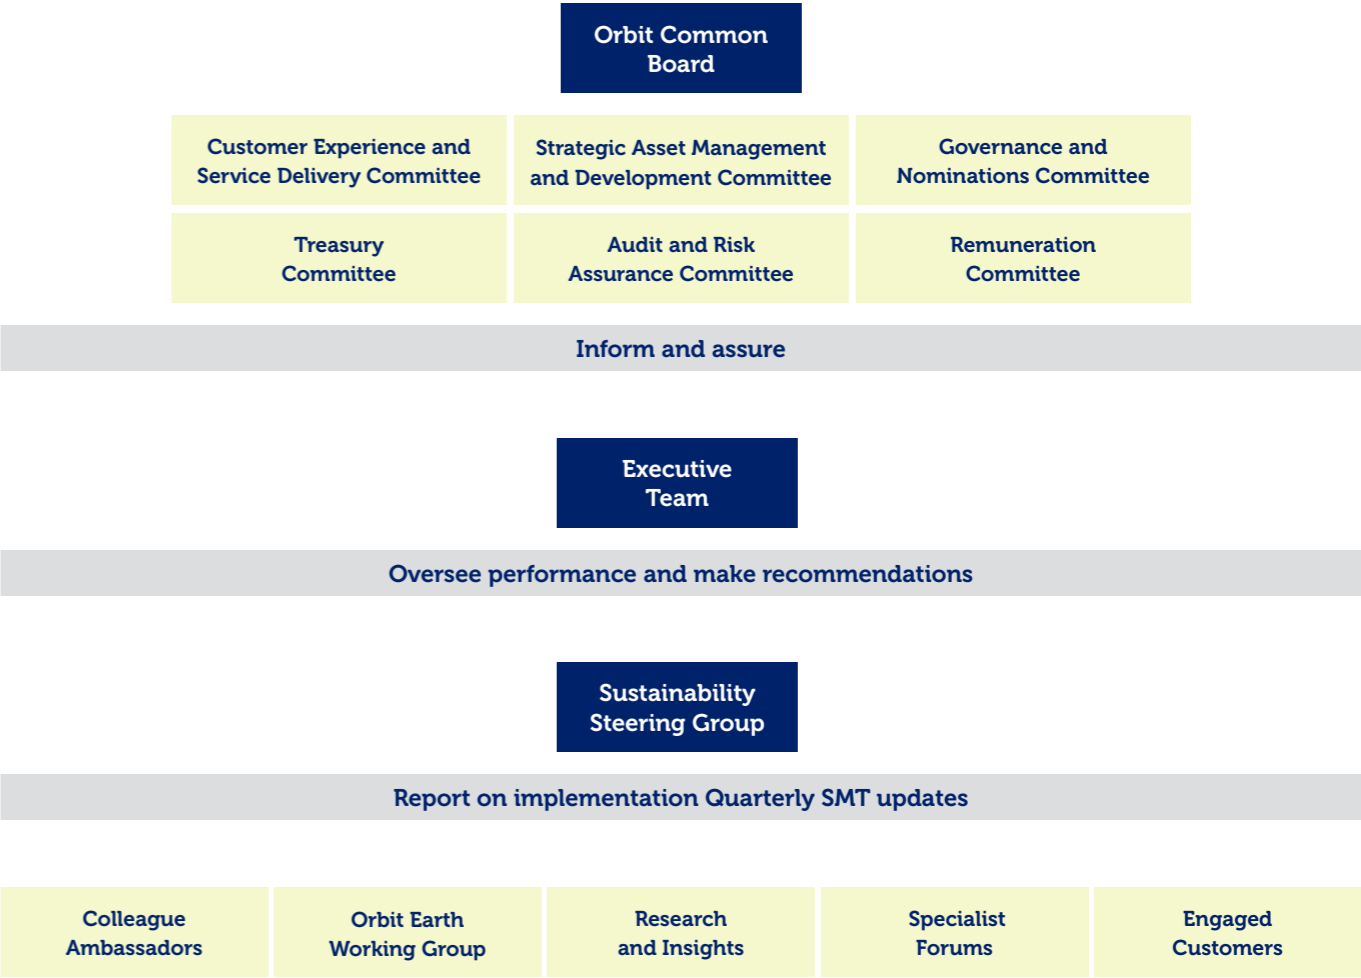 Orbit Common
Board
Customer Experience and
Service Delivery Committee
Strategic Asset Management
and Development Committee
Governance and
Nominations Committee
Treasury
Committee
Audit and Risk
Assurance Committee
Remuneration
Committee
Inform and assure
Executive
Team
Oversee performance and make recommendations
Sustainability
Steering Group
Report on implementation Quarterly SMT updates
Colleague
Ambassadors
Orbit Earth
Working Group
Research
and Insights
Specialist
Forums
Engaged
Customers